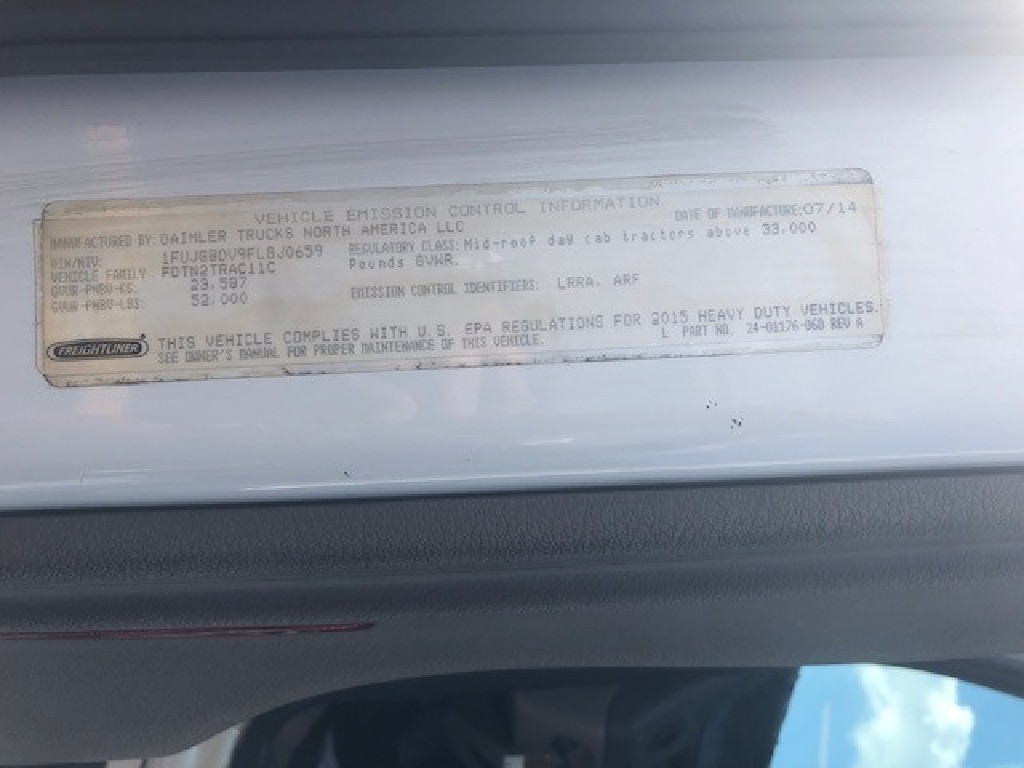 VEHICLE EMISSION CONTROL INFORMATION
DATE OF MANUFACTURE: 07/14
MANUFACTURED BY: DAIMLER TRUCKS NORTH AMERICA LLC
VIN/NIV: 1FUJGBDV9FLBJ0659
REGULATORY CLASS: Mid-roof day cab tractors above 33,000
Pounds GVWR.
VEHICLE FAMILY FDTN2TRAC11C
GVWR-PNBV-KG: 23,587
GVWR-PNBV-LBS: 52,000
EMISSION CONTROL IDENTIFIERS: LRRA, ARF
FREIGHTLINER
THIS VEHICLE COMPLIES WITH U.S. EPA REGULATIONS FOR 2015 HEAVY DUTY VEHICLES.
SEE OWNER'S MANUAL FOR PROPER MAINTENANCE OF THIS VEHICLE.
L PART NO. 24-01176-060 REV A